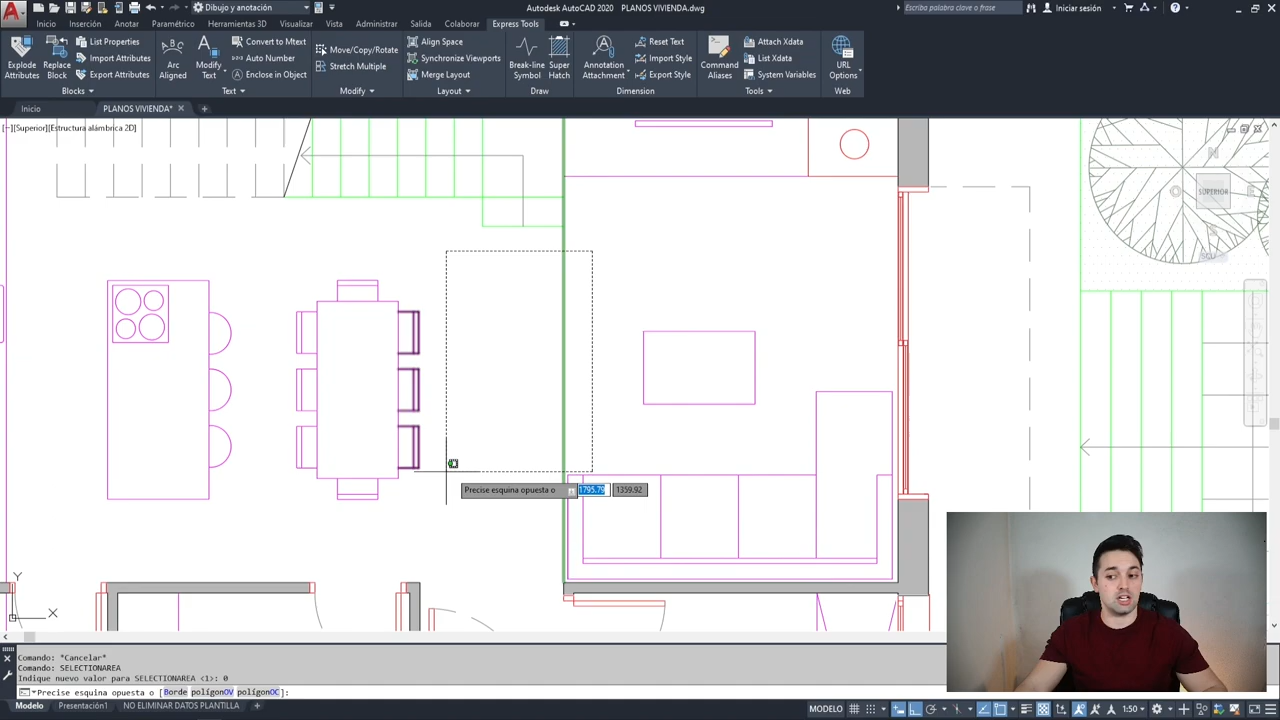 Dibujo y anotación
Autodesk AutoCAD 2020 PLANOS VIVIENDA.dwg
Escriba palabra clave o frase
Iniciar sesión
Inicio Inserción Anotar Paramétrico Herramientas 3D Visualizar Vista Administrar Salida Colaborar Express Tools
Explode Attributes
Replace Block
List Properties
Import Attributes
Export Attributes
Blocks
Arc Aligned
Modify Text
Convert to Mtext
Auto Number
Enclose in Object
Text
Move/Copy/Rotate
Stretch Multiple
Modify
Align Space
Synchronize Viewports
Merge Layout
Layout
Break-line Symbol
Super Hatch
Draw
Annotation Attachment
Reset Text
Import Style
Export Style
Dimension
Command Aliases
Attach Xdata
List Xdata
System Variables
Tools
URL Options
Web
Inicio
PLANOS VIVIENDA*
[−][Superior][Estructura alámbrica 2D]
N
O SUPERIOR E
Precise esquina opuesta o 1795.79 1359.92
Y
X
Comando: *Cancelar*
Comando: SELECTIONAREA
Indique nuevo valor para SELECTIONAREA <1>: 0
Precise esquina opuesta o [Borde polígonOV polígonOC]:
Modelo Presentación1 NO ELIMINAR DATOS PLANTILLA
MODELO
1:50